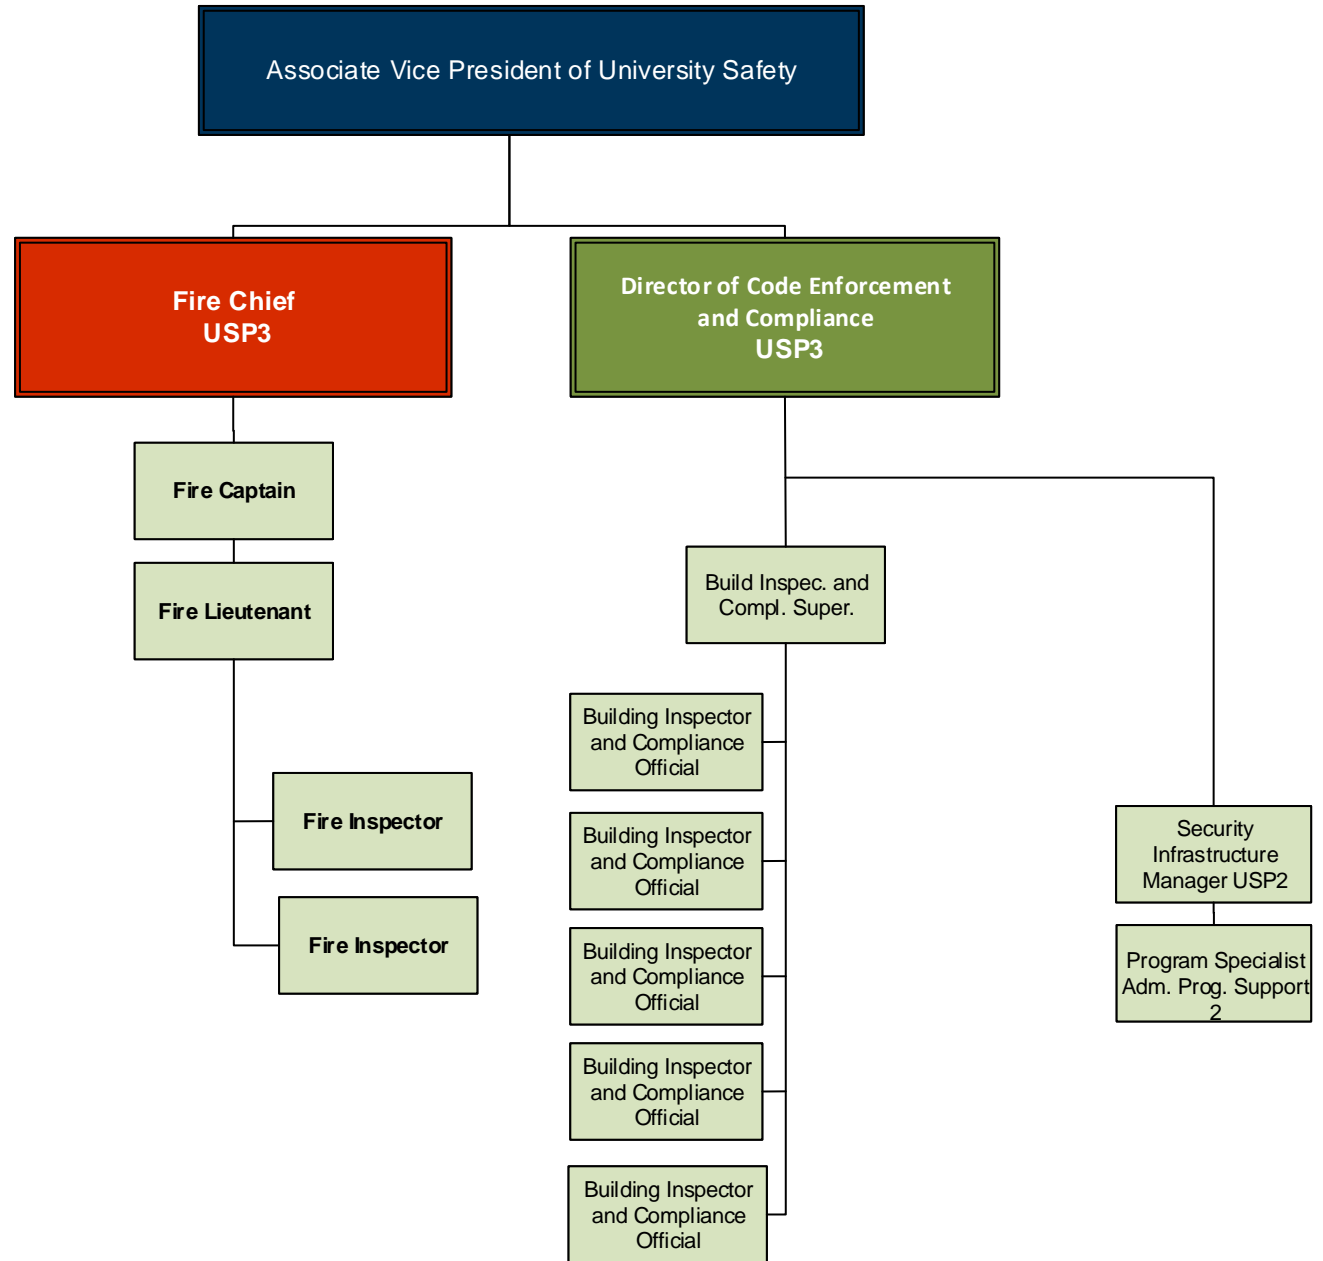 Associate Vice President of University Safety
Fire Chief
USP3
Director of Code Enforcement
and Compliance
USP3
Fire Captain
Fire Lieutenant
Fire Inspector
Fire Inspector
Build Inspec. and
Compl. Super.
Building Inspector
and Compliance
Official
Building Inspector
and Compliance
Official
Building Inspector
and Compliance
Official
Building Inspector
and Compliance
Official
Building Inspector
and Compliance
Official
Security
Infrastructure
Manager USP2
Program Specialist
Adm. Prog. Support
2